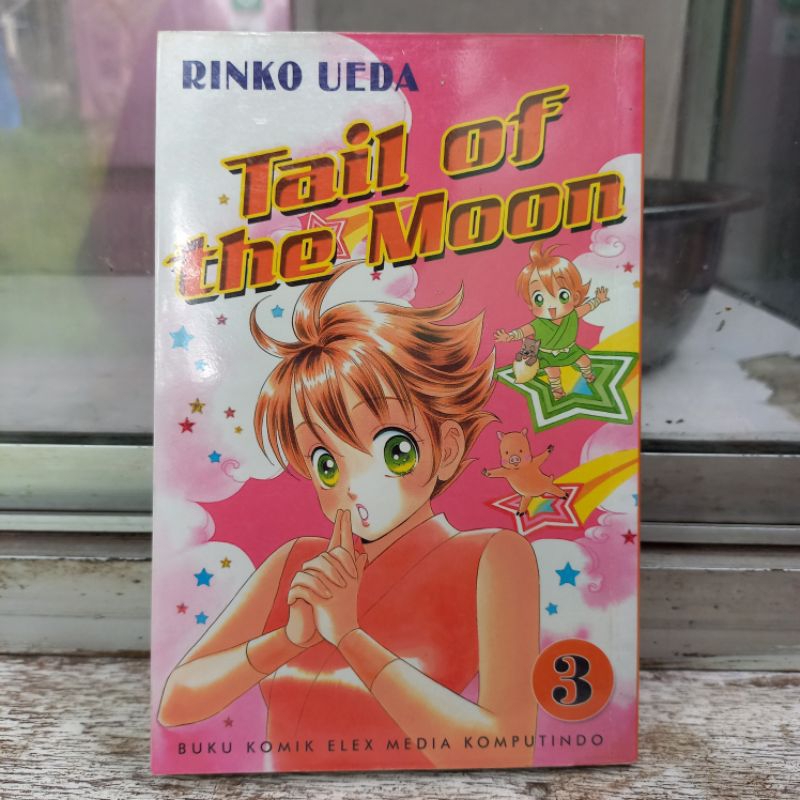 RINKO UEDA
Tail of
the Moon
3
BUKU KOMIK ELEX MEDIA KOMPUTINDO